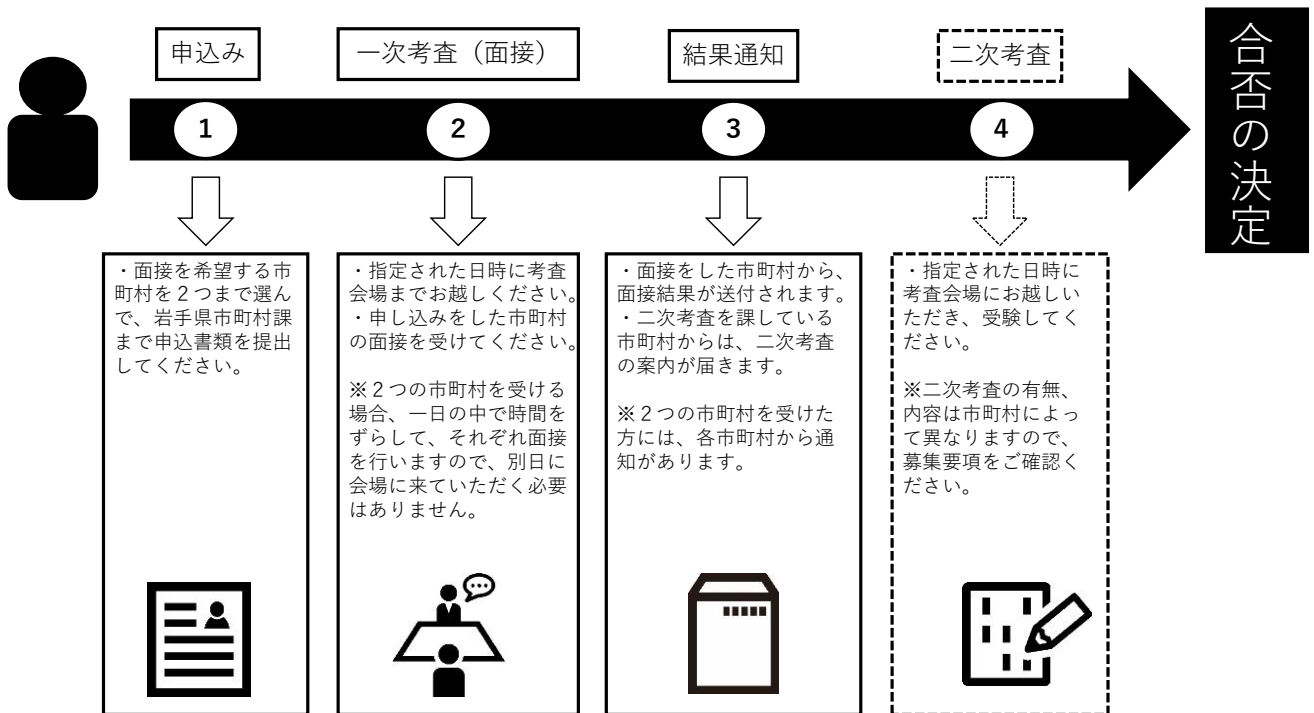 申込み
一次考査（面接）
結果通知
二次考査
合否の決定
1
2
3
4
・面接を希望する市
町村を２つまで選ん
で、岩手県市町村課
まで申込書類を提出
してください。
・指定された日時に考査
会場までお越しください。
・申し込みをした市町村
の面接を受けてください。
※２つの市町村を受ける
場合、一日の中で時間を
ずらして、それぞれ面接
を行いますので、別日に
会場に来ていただく必要
はありません。
・面接をした市町村から、
面接結果が送付されます。
・二次考査を課している
市町村からは、二次考査
の案内が届きます。
※２つの市町村を受けた
方には、各市町村から通
知があります。
・指定された日時に
考査会場にお越しい
ただき、受験してく
ださい。
※二次考査の有無、
内容は市町村によっ
て異なりますので、
募集要項をご確認く
ださい。